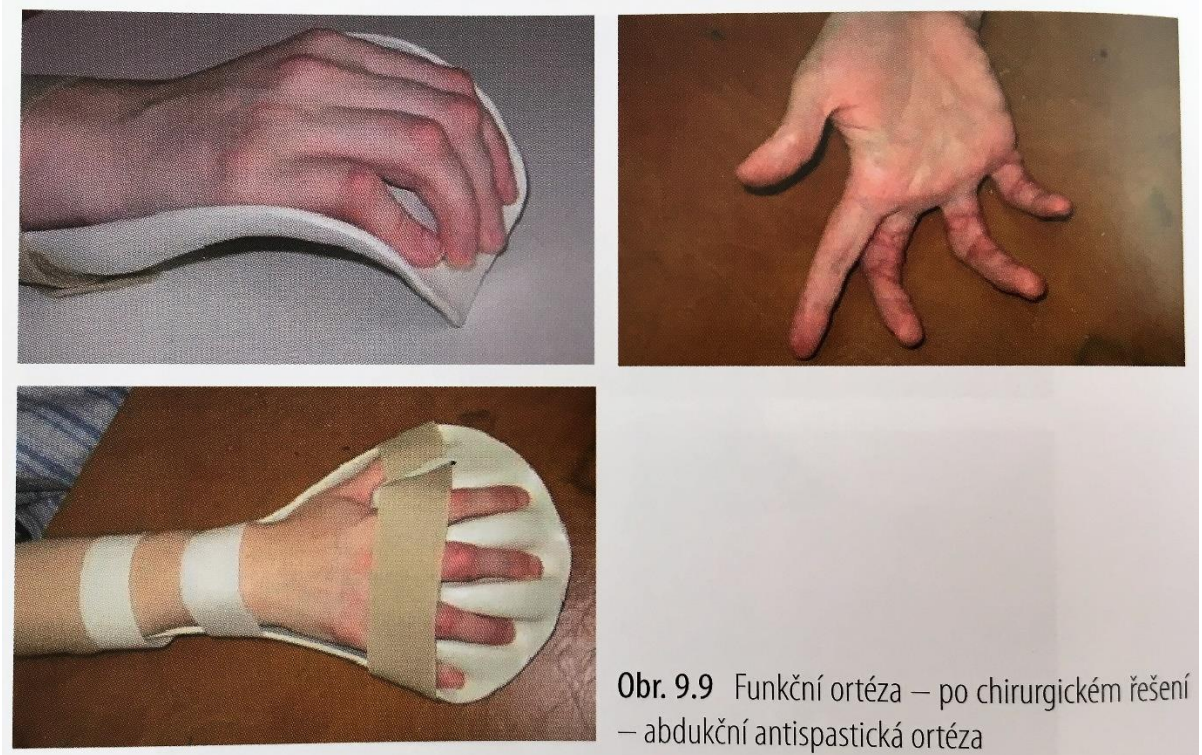 Obr. 9.9 Funkční ortéza – po chirurgickém řešení
– abdukční antispastická ortéza